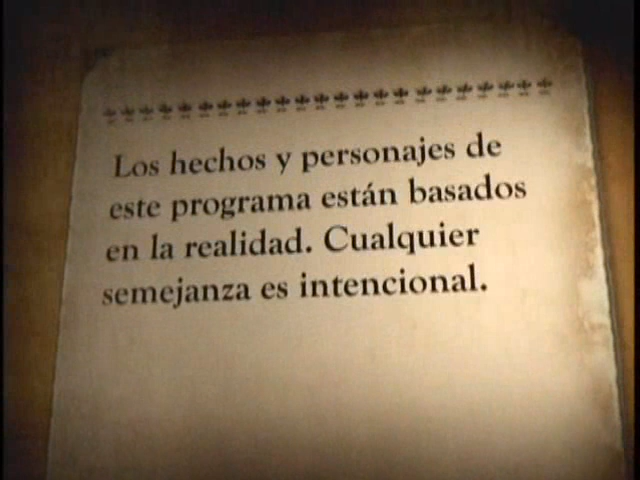 Los hechos y personajes de
este programa están basados
en la realidad. Cualquier
semejanza es intencional.